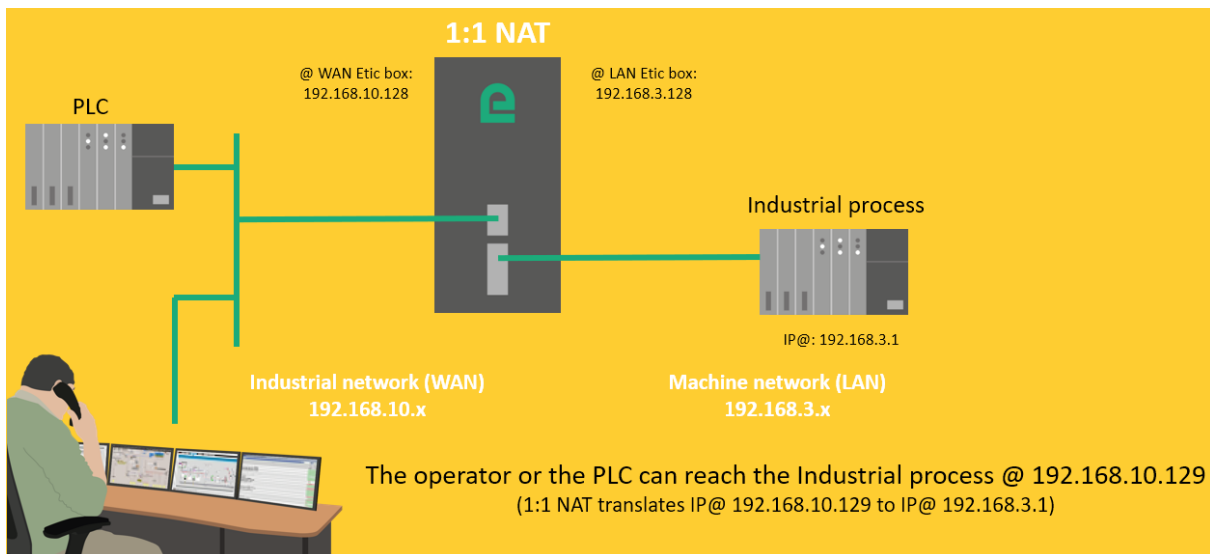 1:1 NAT
@ WAN Etic box:
192.168.10.128
@ LAN Etic box:
192.168.3.128
PLC
Industrial process
IP@: 192.168.3.1
Industrial network (WAN)
192.168.10.x
Machine network (LAN)
192.168.3.x
The operator or the PLC can reach the Industrial process @ 192.168.10.129
(1:1 NAT translates IP@ 192.168.10.129 to IP@ 192.168.3.1)